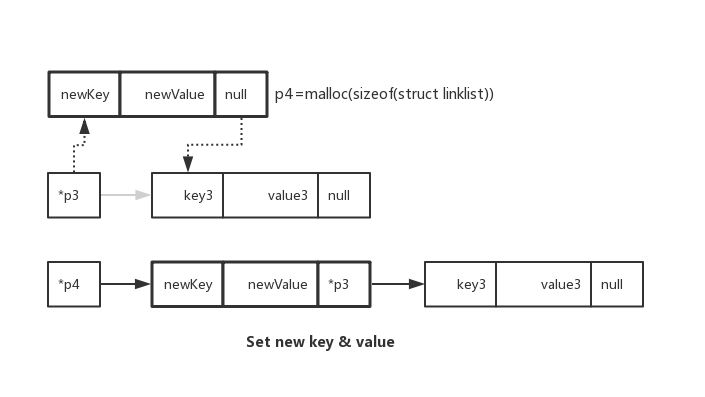 newKey newValue null p4=malloc(sizeof(struct linklist))
*p3 key3 value3 null
*p4 newKey newValue *p3 key3 value3 null
Set new key & value